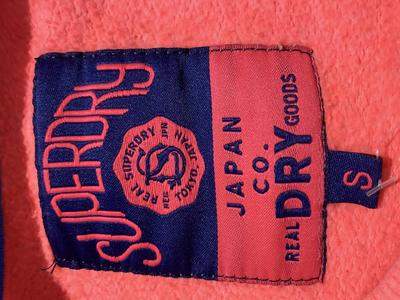 SUPERDRY
REAL SUPERDRY
JPN
REG
TOKYO. JAPAN
JAPAN
CO.
REAL DRY GOODS
S